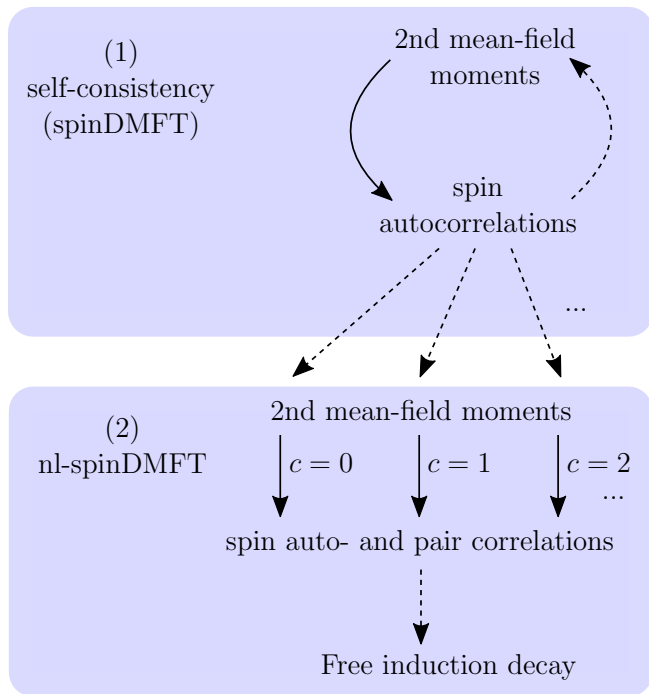 (1)
self-consistency
(spinDMFT)
2nd mean-field
moments
spin
autocorrelations
...
(2)
nl-spinDMFT
2nd mean-field moments
c = 0
c = 1
c = 2
...
spin auto- and pair correlations
Free induction decay